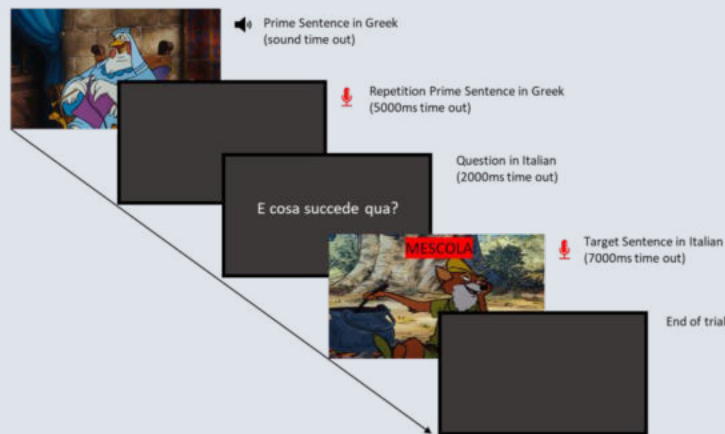 Prime Sentence in Greek
(sound time out)
Repetition Prime Sentence in Greek
(5000ms time out)
Question in Italian
(2000ms time out)
E cosa succede qua?
MESCOLA
Target Sentence in Italian
(7000ms time out)
End of trial